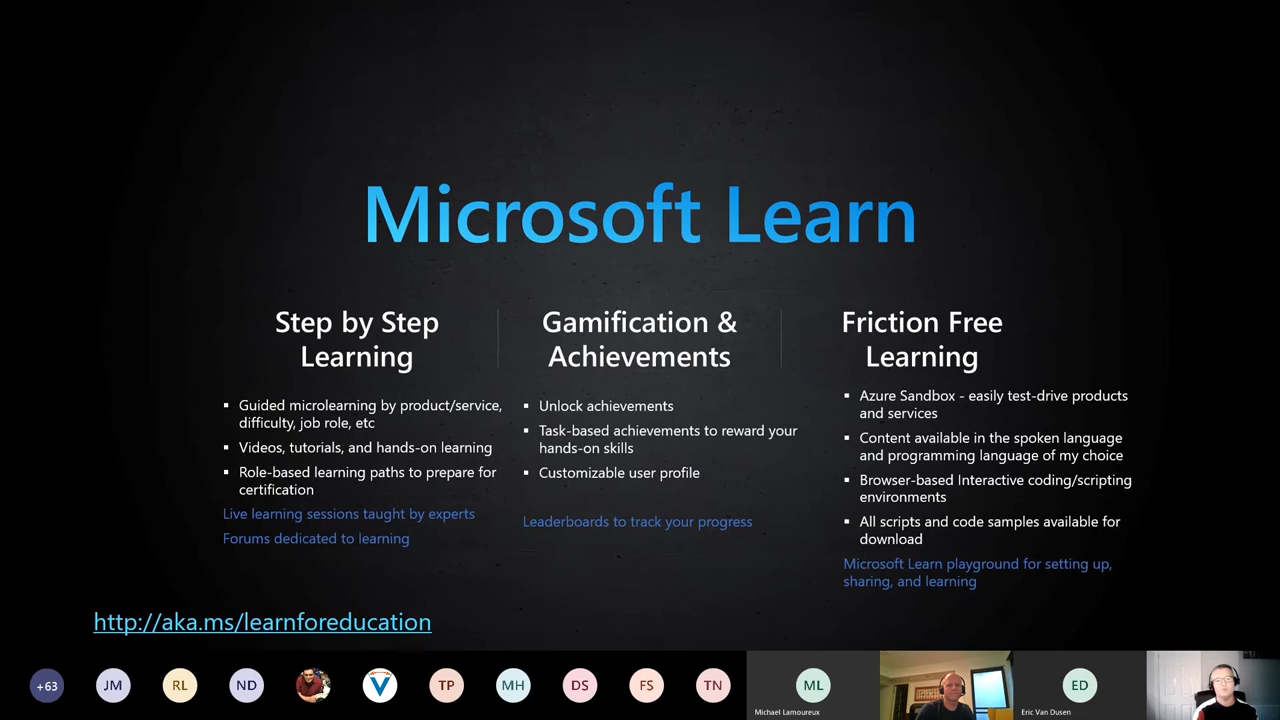 Microsoft Learn
Step by Step
Learning
Guided microlearning by product/service,
difficulty, job role, etc
Videos, tutorials, and hands-on learning
Role-based learning paths to prepare for
certification
Live learning sessions taught by experts
Forums dedicated to learning
Gamification &
Achievements
Unlock achievements
Task-based achievements to reward your
hands-on skills
Customizable user profile
Leaderboards to track your progress
Friction Free
Learning
Azure Sandbox - easily test-drive products
and services
Content available in the spoken language
and programming language of my choice
Browser-based Interactive coding/scripting
environments
All scripts and code samples available for
download
Microsoft Learn playground for setting up,
sharing, and learning
http://aka.ms/learnforeducation
+63
JM
RL
ND
TP
MH
DS
FS
TN
ML
Michael Lamoureux
ED
Eric Van Dusen